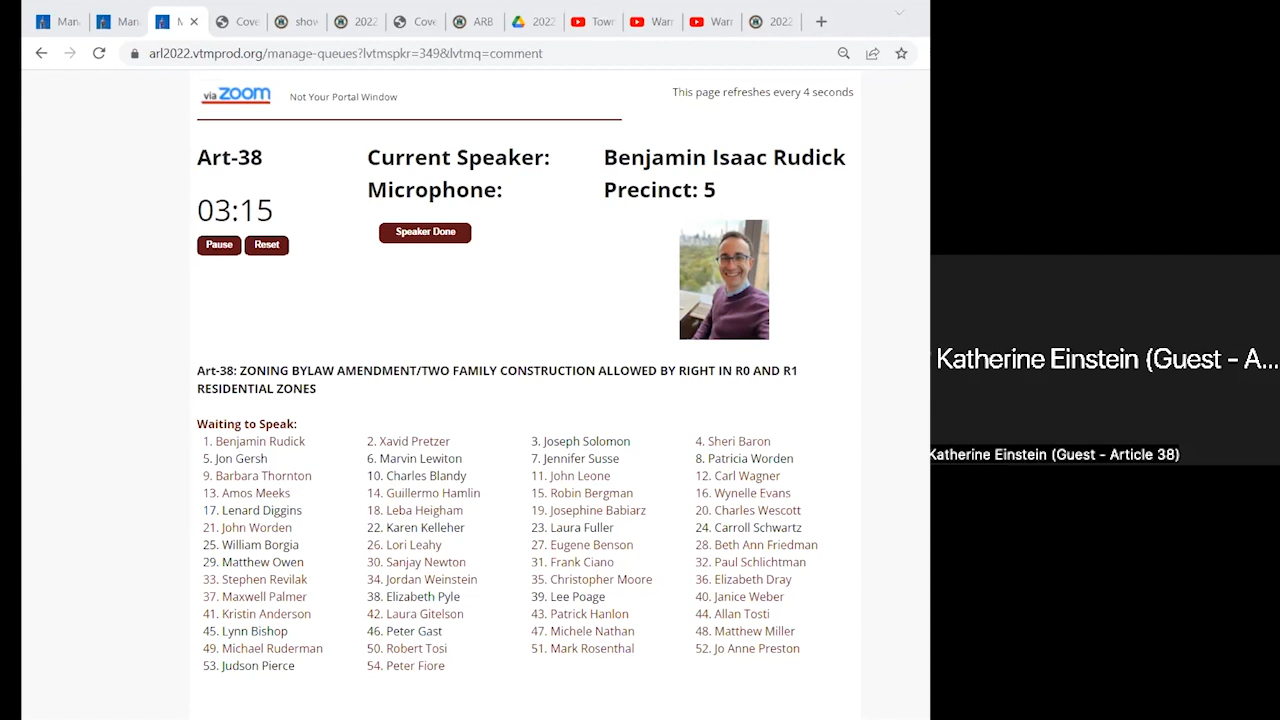 Man
Man
M
Cove
show
2022
Cove
ARB
2022
Town
Warr
Warr
2022
arl2022.vtmprod.org/manage-queues?lvtmspkr=349&lvtmq=comment
via zoom
Not Your Portal Window
This page refreshes every 4 seconds
Art-38
Current Speaker:
Benjamin Isaac Rudick
Microphone:
Precinct: 5
03:15
Pause
Reset
Speaker Done
Art-38: ZONING BYLAW AMENDMENT/TWO FAMILY CONSTRUCTION ALLOWED BY RIGHT IN R0 AND R1
RESIDENTIAL ZONES
Waiting to Speak:
1. Benjamin Rudick 2. Xavid Pretzer 3. Joseph Solomon 4. Sheri Baron
5. Jon Gersh 6. Marvin Lewiton 7. Jennifer Susse 8. Patricia Worden
9. Barbara Thornton 10. Charles Blandy 11. John Leone 12. Carl Wagner
13. Amos Meeks 14. Guillermo Hamlin 15. Robin Bergman 16. Wynelle Evans
17. Lenard Diggins 18. Leba Heigham 19. Josephine Babiarz 20. Charles Wescott
21. John Worden 22. Karen Kelleher 23. Laura Fuller 24. Carroll Schwartz
25. William Borgia 26. Lori Leahy 27. Eugene Benson 28. Beth Ann Friedman
29. Matthew Owen 30. Sanjay Newton 31. Frank Ciano 32. Paul Schlichtman
33. Stephen Revilak 34. Jordan Weinstein 35. Christopher Moore 36. Elizabeth Dray
37. Maxwell Palmer 38. Elizabeth Pyle 39. Lee Poage 40. Janice Weber
41. Kristin Anderson 42. Laura Gitelson 43. Patrick Hanlon 44. Allan Tosti
45. Lynn Bishop 46. Peter Gast 47. Michele Nathan 48. Matthew Miller
49. Michael Ruderman 50. Robert Tosi 51. Mark Rosenthal 52. Jo Anne Preston
53. Judson Pierce 54. Peter Fiore
Katherine Einstein (Guest - A...
Katherine Einstein (Guest - Article 38)